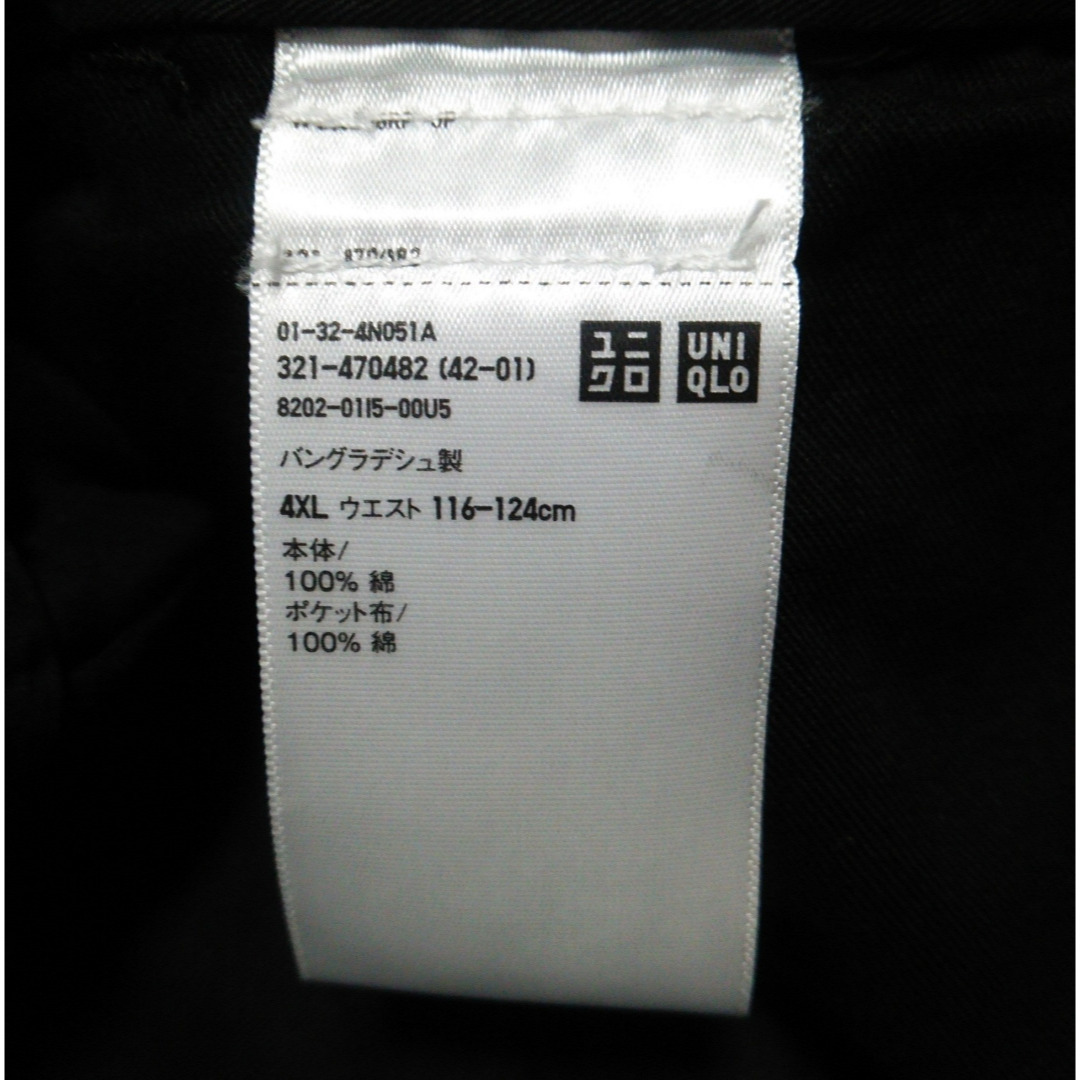 01-32-4N051A
321-470482 (42-01)
8202-01I5-00U5
ユニ
クロ
UNI
QLO
バングラデシュ製
4XL ウエスト 116-124cm
本体/
100% 綿
ポケット布/
100% 綿